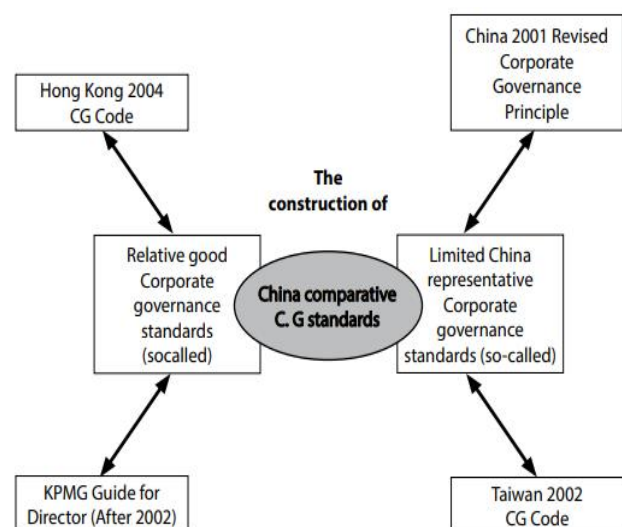 China 2001 Revised
Corporate
Governance
Principle
Hong Kong 2004
CG Code
The
construction of
Relative good
Corporate
governance
standards
(socalled)
China comparative
C. G standards
Limited China
representative
Corporate
governance
standards (so-called)
KPMG Guide for
Director (After 2002)
Taiwan 2002
CG Code